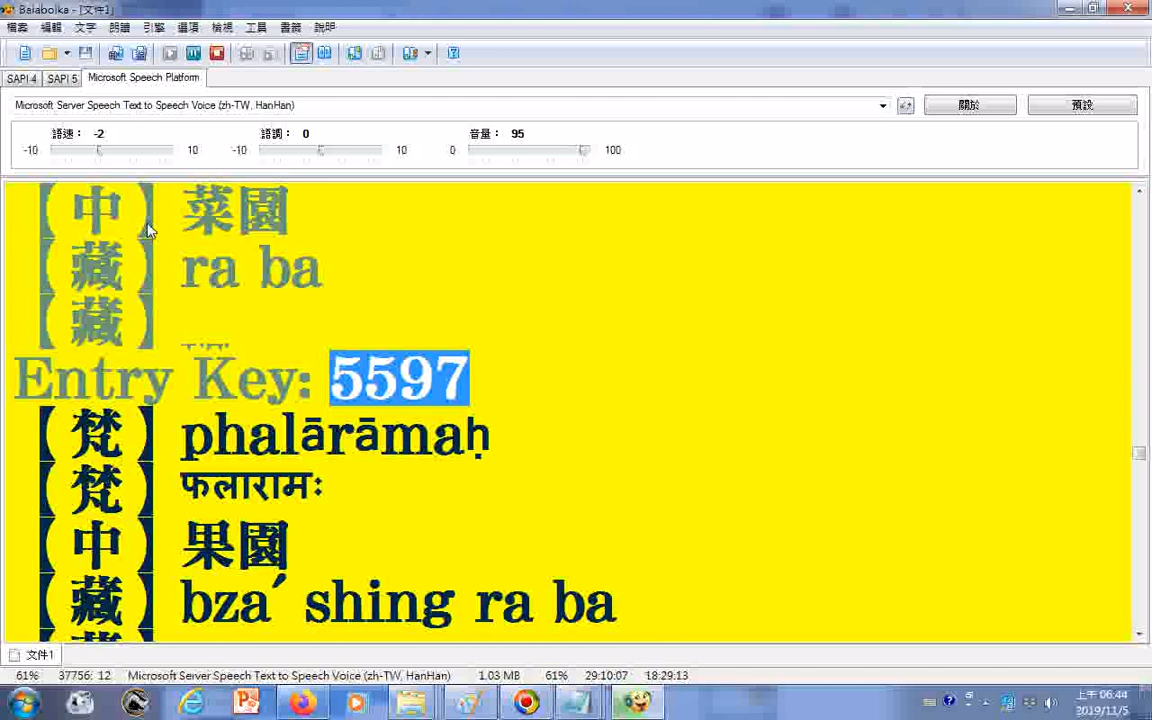 Balabolka - [文件1]
檔案 編輯 文字 朗讀 引擎 選項 檢視 工具 書籤 說明
SAPI 4 SAPI 5 Microsoft Speech Platform
Microsoft Server Speech Text to Speech Voice (zh-TW, HanHan) 關於 預設
語速： -2 語調： 0 音量： 95
-10 10 -10 10 0 100
【中】 菜園
【藏】 ra ba
【藏】
Entry Key: 5597
【梵】 phalārāmaḥ
【梵】 फलारामः
【中】 果園
【藏】 bza´ shing ra ba
文件1
61% 37756: 12 Microsoft Server Speech Text to Speech Voice (zh-TW, HanHan) 1.03 MB 61% 29:10:07 18:29:13
上午 06:44
2019/11/5